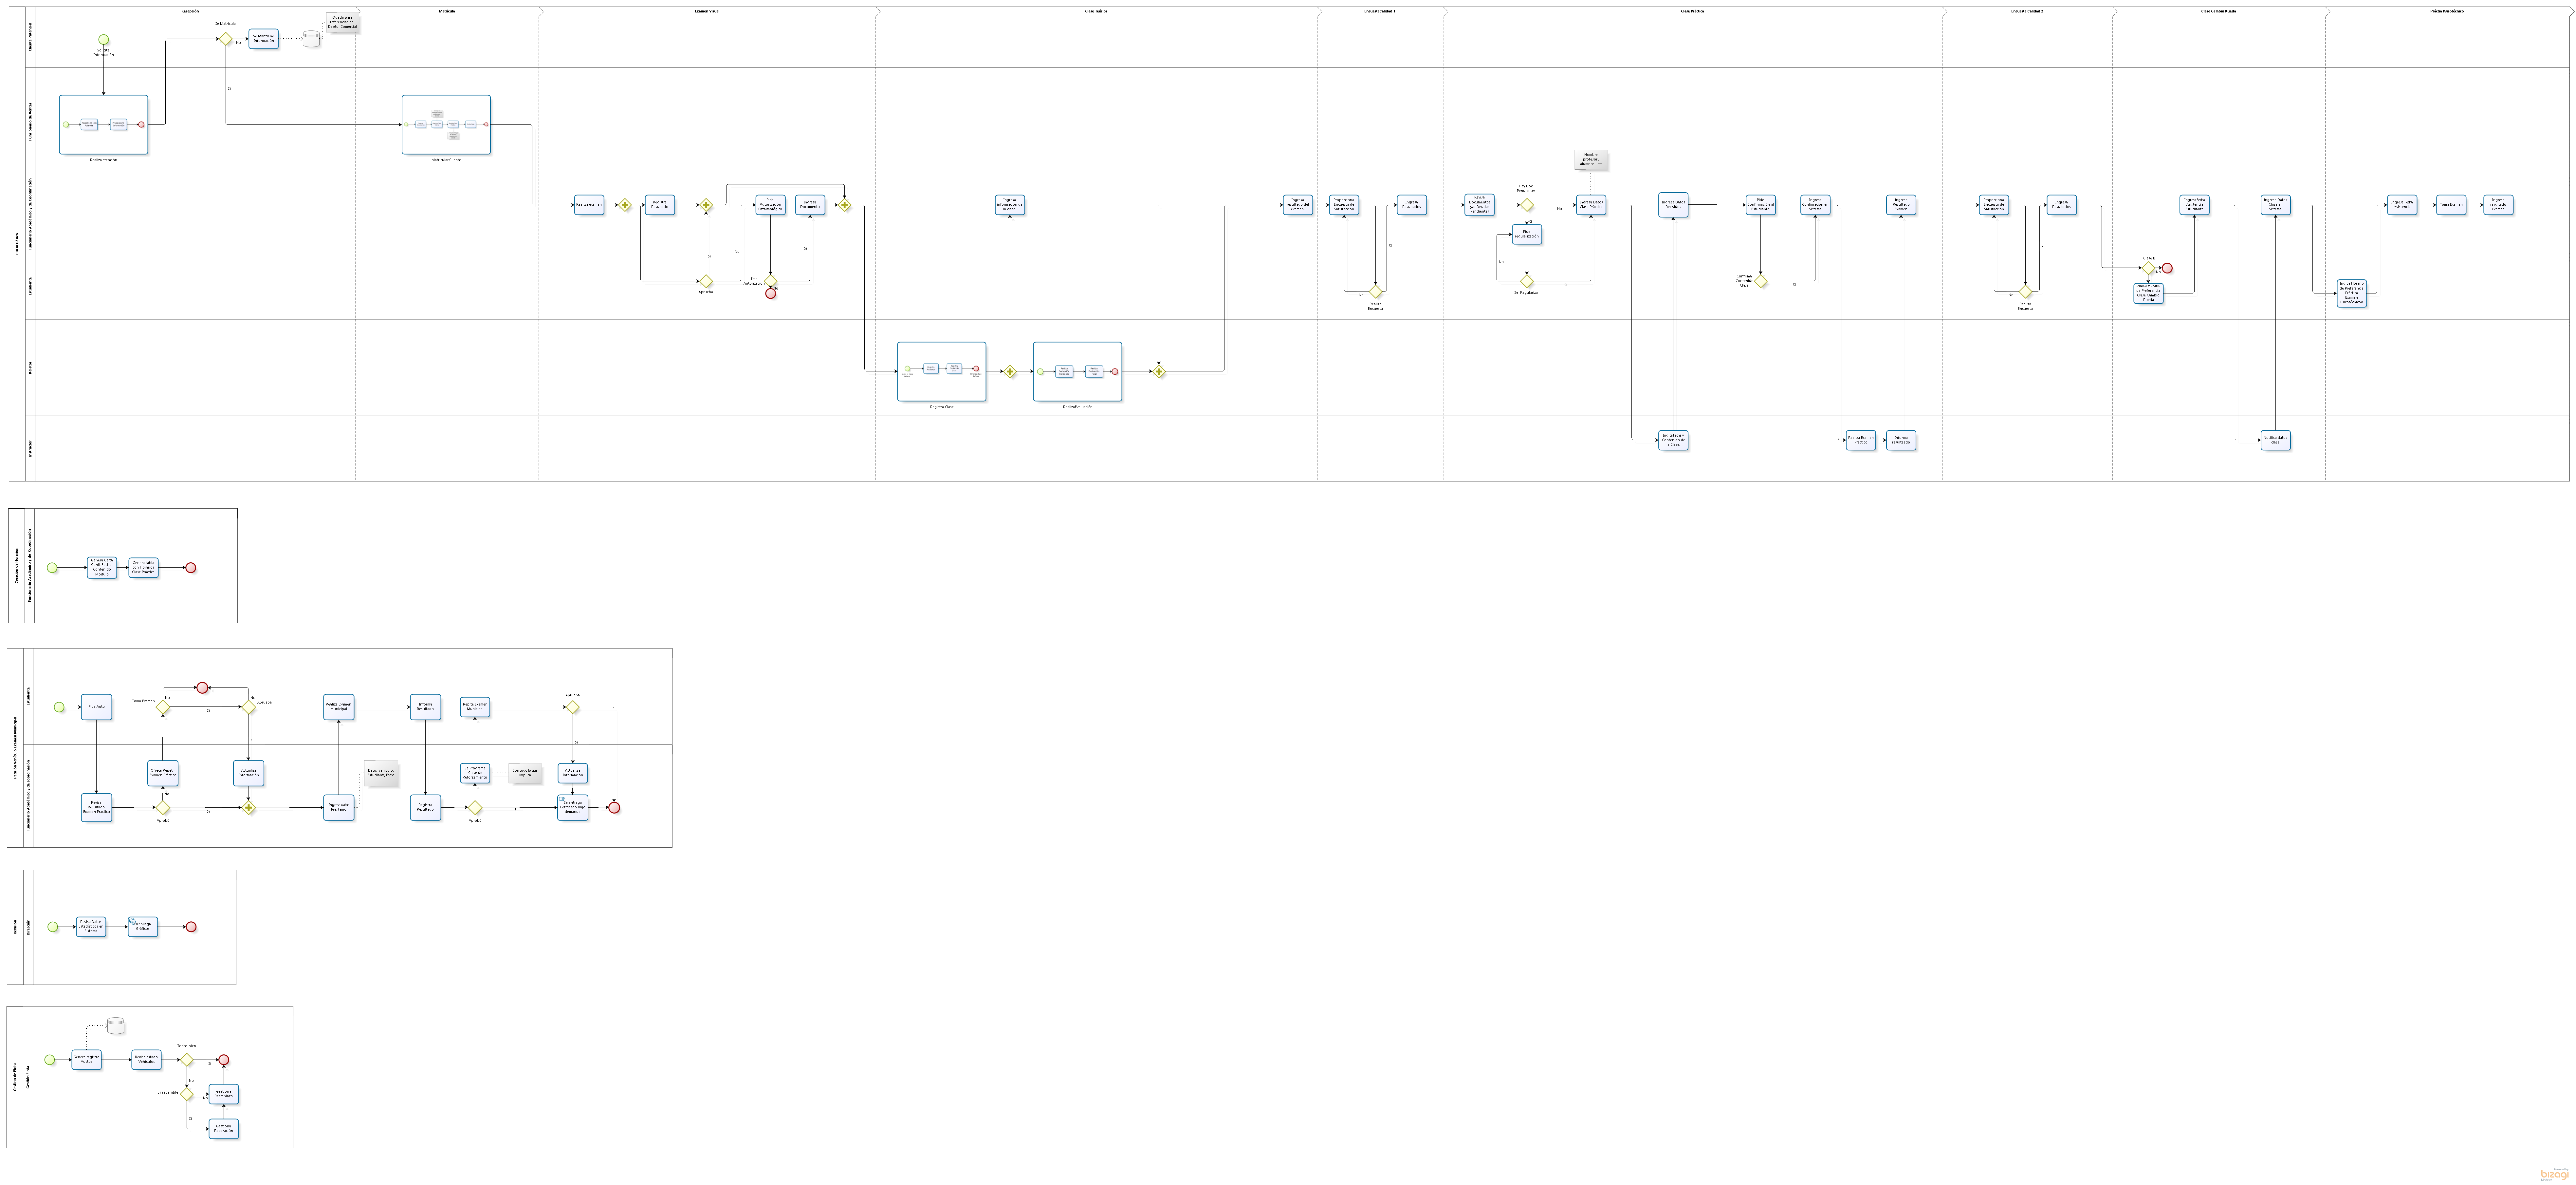 Recepción
Matrícula
Examen Visual
Clase Teórica
EncuestaCalidad 1
Clase Práctica
Encuesta Calidad 2
Clase Cambio Rueda
Curso Básico
Cliente Potencial
Solicita
Información
Se Matricula
No
Si
Se Mantiene
Información
Queda para
referencias del
Depto. Comercial
Funcionario de Ventas
Realiza atención
Matricular Cliente
Funcionario Académico y de Coordinación
Realiza examen
Registra
Resultado
Pide
Autorización
Oftalmológica
Ingresa
Documento
Ingresa
información de la
clase.
Ingresa
resultado del
examen.
Proporciona
Encuesta de
Satisfacción
Ingresa
Resultados
Revisa
Documentos
y/o Deudas
Pendientes
Hay Doc.
Pendientes
No
Pide
regularización
Ingresa Datos
Clase Práctica
Nombre
profesor,
alumnos, etc
Ingresa Datos
Recibidos
Pide
Confirmación al
Estudiante.
Ingresa
Confirmación en
Sistema
Ingresa
Resultado
Examen
Proporciona
Encuesta de
Satisfacción
Ingresa
Resultados
Ingresa Fecha
Asistencia
Estudiante
Ingresa Datos
Clase en
Sistema
Ingresa Fecha
Asistencia
Toma Examen
Ingresa
resultado
examen
Estudiante
Aprueba
Si
No
Trae
Autorización
Si
No
Realiza
Encuesta
Si
No
Se Regulariza
Si
Confirma
Contenido
Clase
Si
No
Realiza
Encuesta
Si
Clase B
No
Indica Horario
de Preferencia
Clase Cambio
Rueda
Indica Horario
de Preferencia
Práctica
Examen
Psicotécnicos
Relator
Registra Clase
RealizaEvaluación
Instructor
Indica Fecha y
Contenido de
la Clase.
Realiza Examen
Práctico
Informa
resultado
Notifica datos
clase
Creación de Horarios
Funcionario Académico y de Coordinación
Genera Carta
Gantt Fecha-
Contenido
Módulo
Genera tabla
con Horarios
Clase Práctica
Petición Vehículo Examen Municipal
Estudiante
Pide Auto
Toma Examen
No
Si
No
Aprueba
Si
Realiza Examen
Municipal
Informa
Resultado
Repite Examen
Municipal
Aprueba
Si
Funcionario Académico y de coordinación
Revisa
Resultado
Examen Práctico
Ofrece Repetir
Examen Práctico
No
Aprobó
Si
Actualiza
Información
Ingresa dato
Préstamo
Datos vehículo,
Estudiante, Fecha
Registra
Resultado
Se Programa
Clase de
Reforzamiento
Con todo lo que
implica
Aprobó
Si
Actualiza
Información
Se entrega
Certificado bajo
demanda
Revisión
Dirección
Revisa Datos
Estadísticos en
Sistema
Despliega
Gráficos
Gestion de Flota
Gestión Flota
Genera registro
Autos
Revisa estado
Vehículos
Todos bien
Si
No
Es reparable
No
Si
Gestiona
Reemplazo
Gestiona
Reparación
bizagi